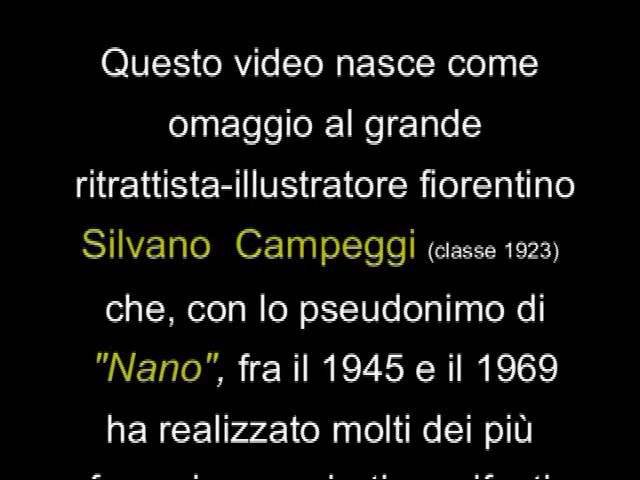 Questo video nasce come
omaggio al grande
ritrattista-illustratore fiorentino
Silvano Campeggi (classe 1923)
che, con lo pseudonimo di
"Nano", fra il 1945 e il 1969
ha realizzato molti dei più